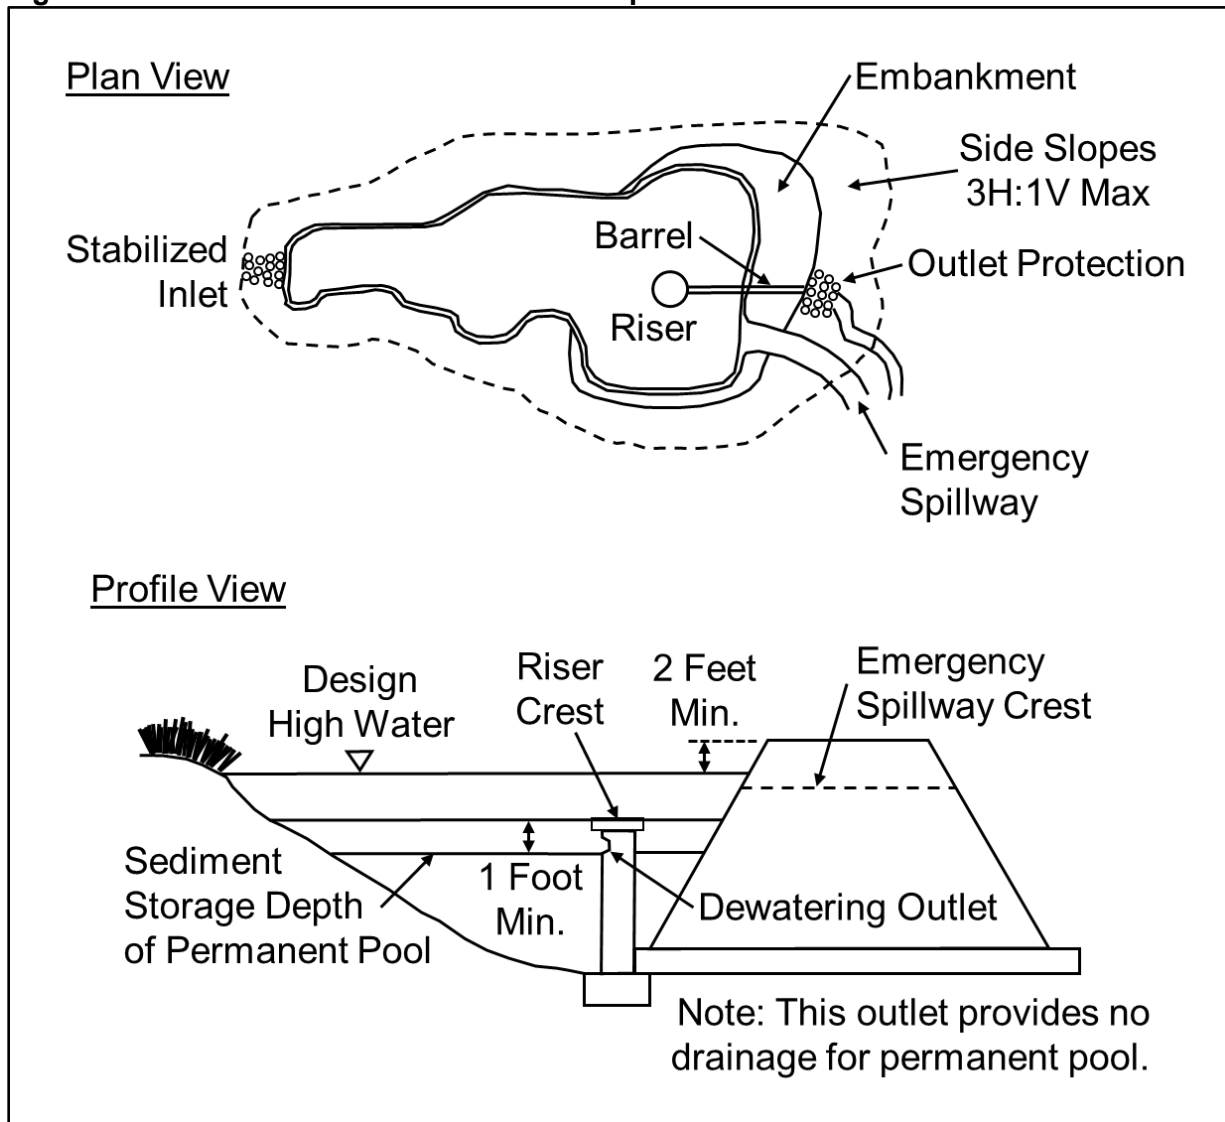 Plan View
Embankment
Side Slopes
3H:1V Max
Stabilized
Inlet
Barrel
Outlet Protection
Riser
Emergency
Spillway
Profile View
Design
High Water
Riser
Crest
2 Feet
Min.
Emergency
Spillway Crest
Sediment
Storage Depth
of Permanent Pool
1 Foot
Min.
Dewatering Outlet
Note: This outlet provides no
drainage for permanent pool.